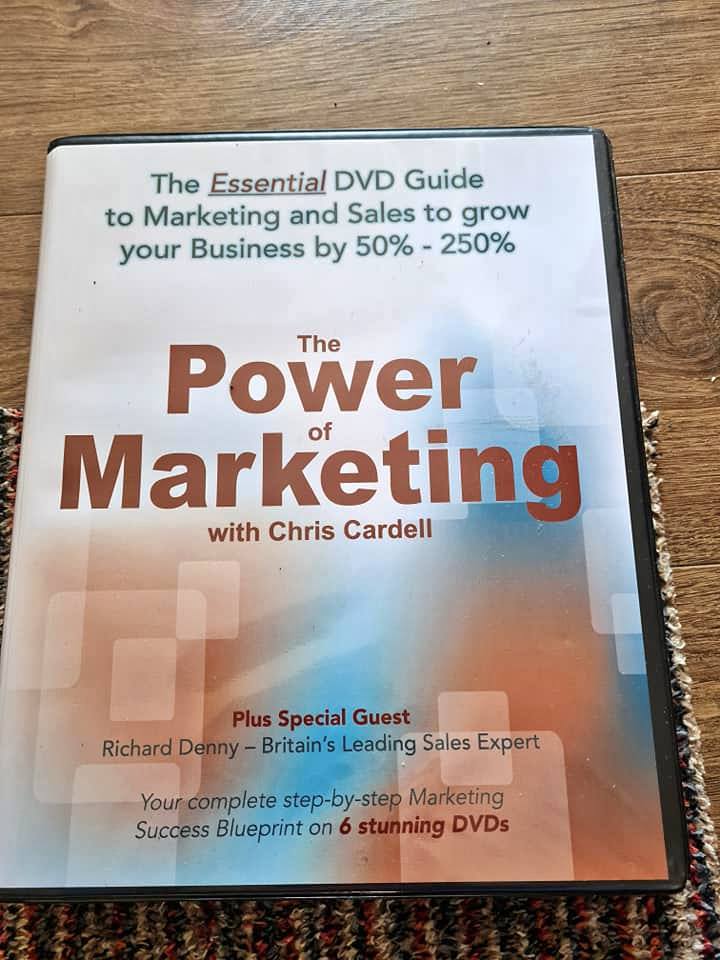 The Essential DVD Guide
to Marketing and Sales to grow
your Business by 50% - 250%
The
Power
of
Marketing
with Chris Cardell
Plus Special Guest
Richard Denny – Britain's Leading Sales Expert
Your complete step-by-step Marketing
Success Blueprint on 6 stunning DVDs